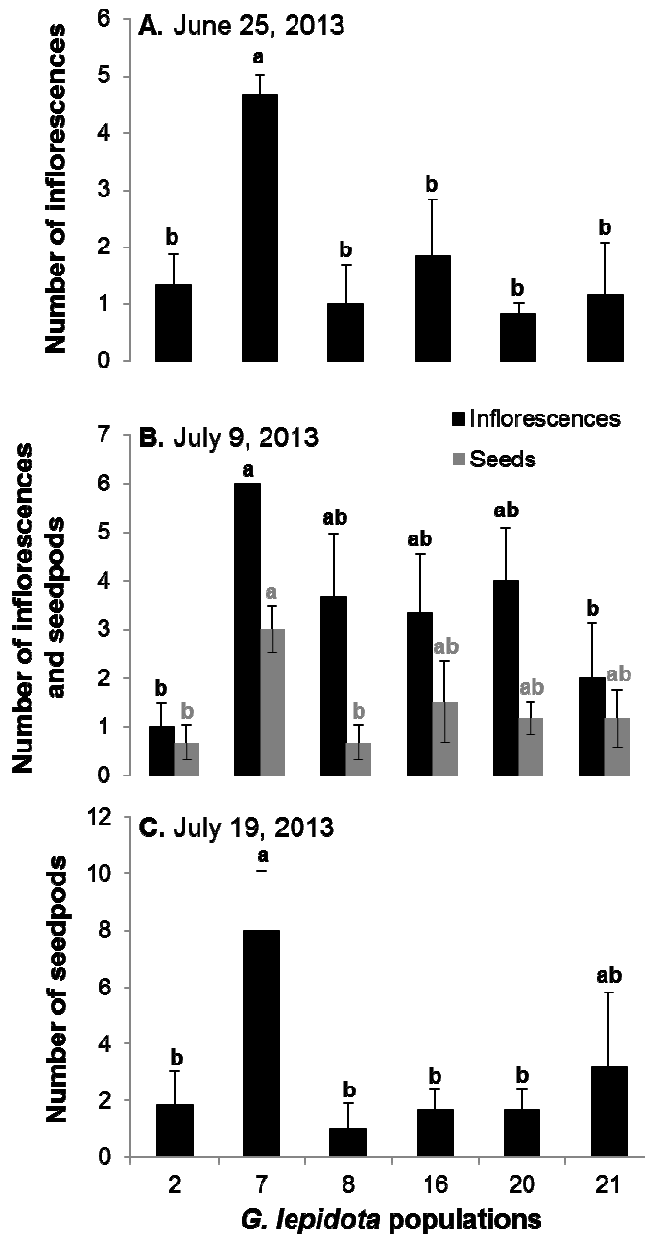 A. June 25, 2013
Number of inflorescences
6
5
4
3
2
1
0
b
a
b
b
b
b
B. July 9, 2013
Inflorescences
Seeds
Number of inflorescences
and seedpods
7
6
5
4
3
2
1
0
b
b
a
a
ab
b
ab
ab
ab
ab
b
ab
C. July 19, 2013
Number of seedpods
12
10
8
6
4
2
0
b
a
b
b
b
ab
2 7 8 16 20 21
G. lepidota populations